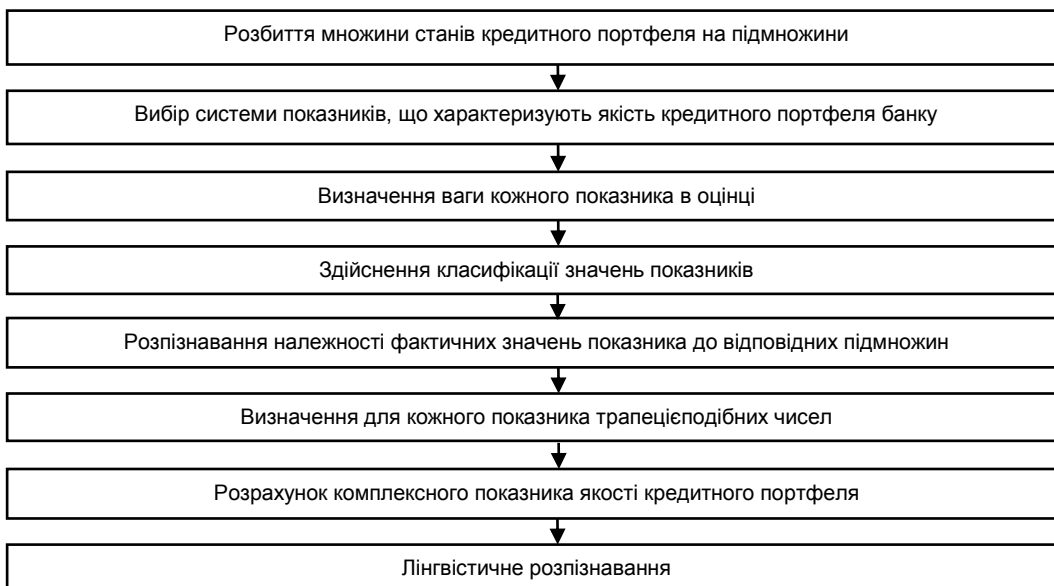 Розбиття множини станів кредитного портфеля на підмножини
Вибір системи показників, що характеризують якість кредитного портфеля банку
Визначення ваги кожного показника в оцінці
Здійснення класифікації значень показників
Розпізнавання належності фактичних значень показника до відповідних підмножин
Визначення для кожного показника трапецієподібних чисел
Розрахунок комплексного показника якості кредитного портфеля
Лінгвістичне розпізнавання